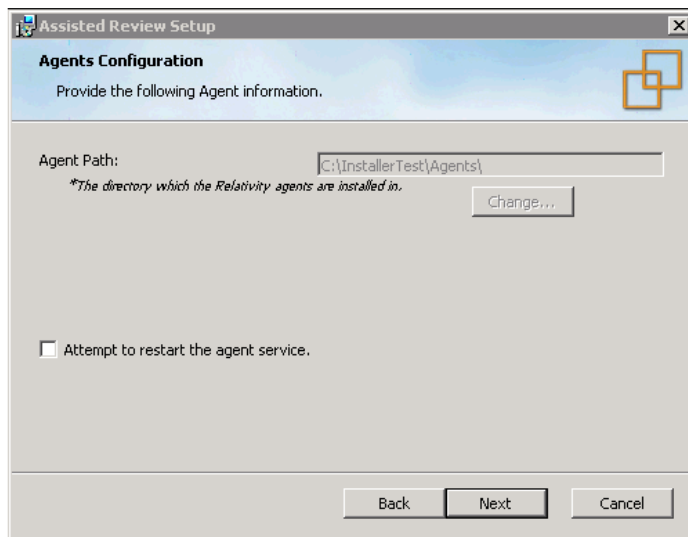 Assisted Review Setup
Agents Configuration
Provide the following Agent information.
Agent Path:
C:\InstallerTest\Agents\
*The directory which the Relativity agents are installed in.
Change...
Attempt to restart the agent service.
Back
Next
Cancel